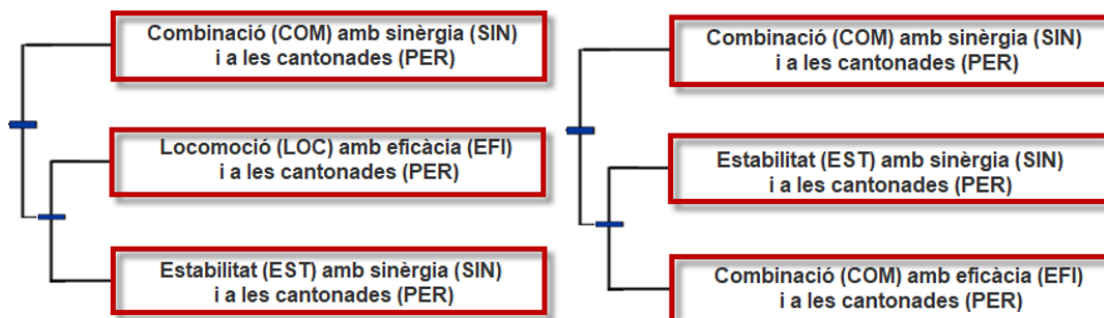 Combinació (COM) amb sinèrgia (SIN)
i a les cantonades (PER)
Locomoció (LOC) amb eficàcia (EFI)
i a les cantonades (PER)
Estabilitat (EST) amb sinèrgia (SIN)
i a les cantonades (PER)
Combinació (COM) amb sinèrgia (SIN)
i a les cantonades (PER)
Estabilitat (EST) amb sinèrgia (SIN)
i a les cantonades (PER)
Combinació (COM) amb eficàcia (EFI)
i a les cantonades (PER)